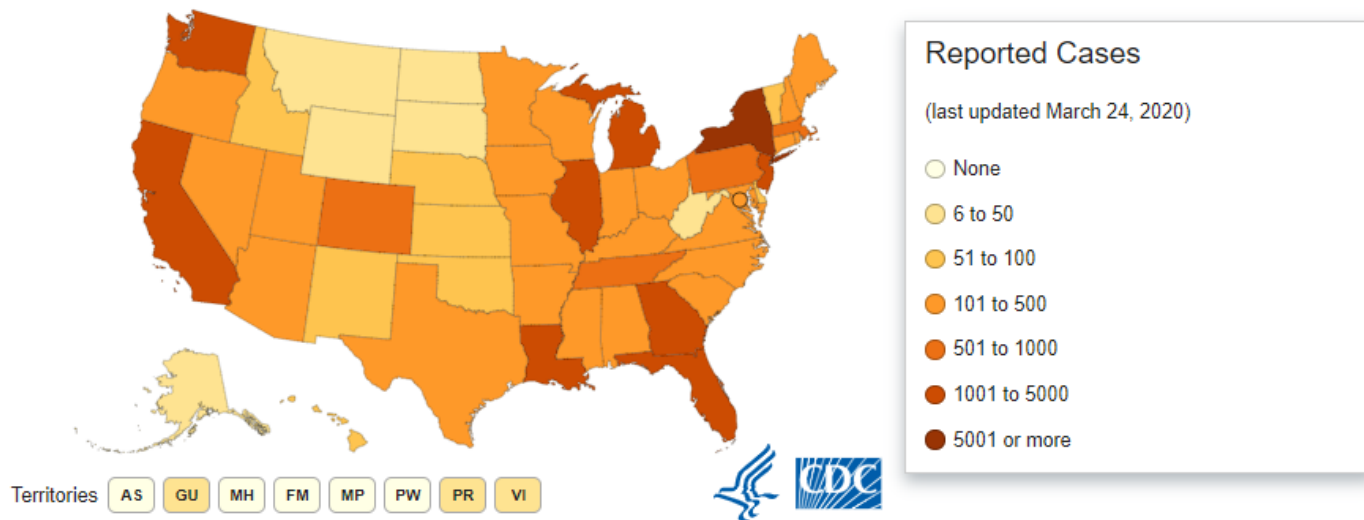 Reported Cases
(last updated March 24, 2020)
None
6 to 50
51 to 100
101 to 500
501 to 1000
1001 to 5000
5001 or more
Territories AS GU MH FM MP PW PR VI
CDC